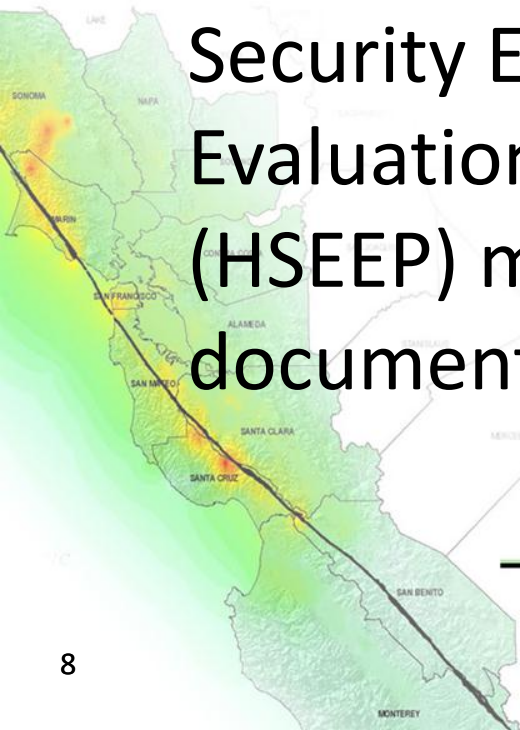 LAKE
Security E
SONOMA
NAPA
Evaluation
MARIN
(HSEEP) m
SAN FRANCISCO
ALAMEDA
SAN MATEO
document
SANTA CLARA
SANTA CRUZ
SAN BENITO
8
MONTEREY